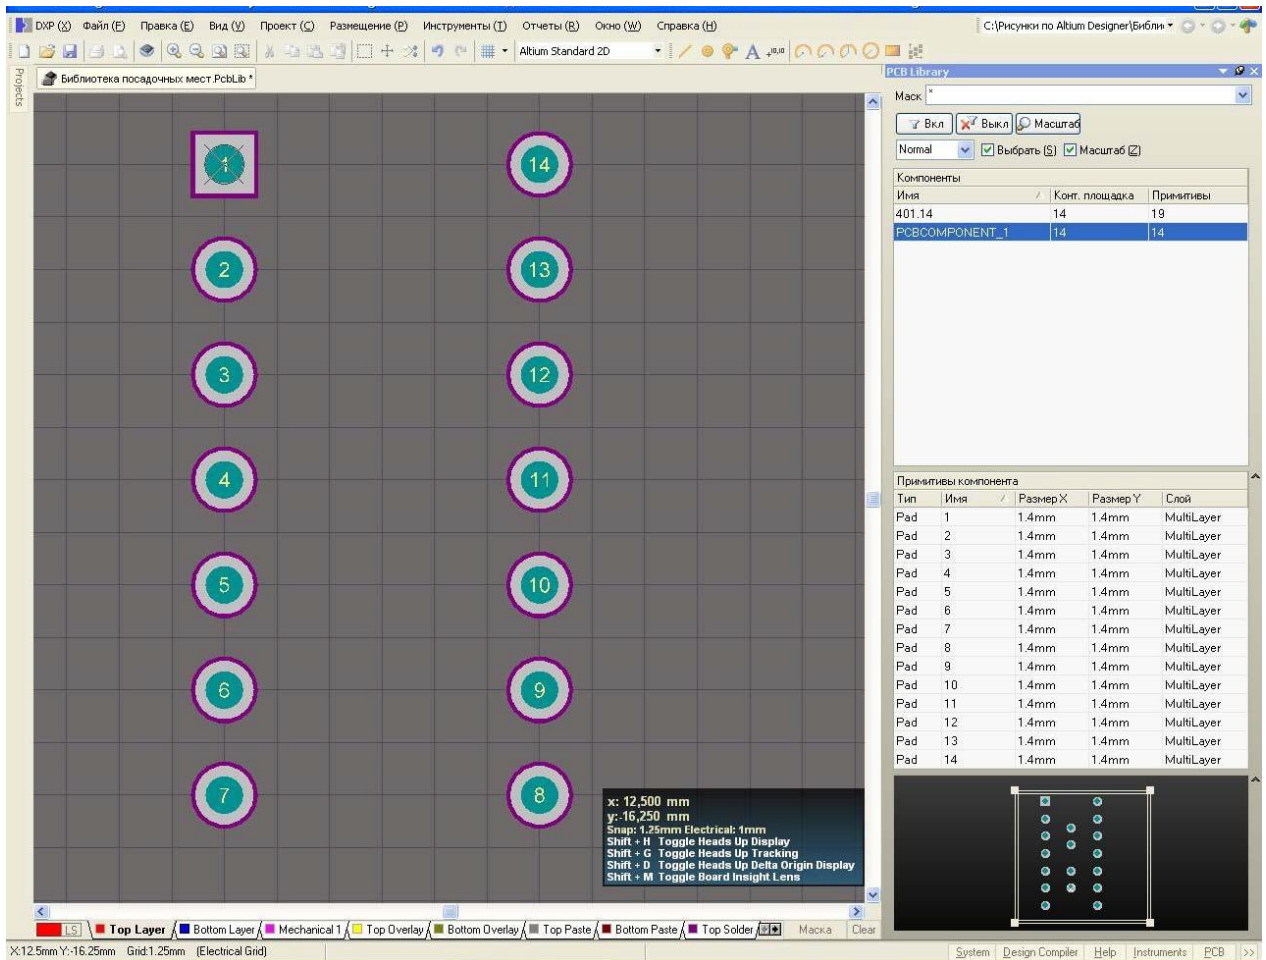 DXP (X) Файл (F) Правка (E) Вид (V) Проект (C) Размещение (P) Инструменты (T) Отчеты (R) Окно (W) Справка (H) C:\Рисунки по Altium Designer\Библи
Altium Standard 2D
Projects
Библиотека посадочных мест.PcbLib *
PCB Library
Маск *
Вкл Выкл Масштаб
Normal Выбрать (S) Масштаб (Z)
Компоненты
Имя Конт. площадка Примитивы
401.14 14 19
PCBCOMPONENT_1 14 14
1 14
2 13
3 12
4 11
5 10
6 9
7 8
Примитивы компонента
Тип Имя Размер X Размер Y Слой
Pad 1 1.4mm 1.4mm MultiLayer
Pad 2 1.4mm 1.4mm MultiLayer
Pad 3 1.4mm 1.4mm MultiLayer
Pad 4 1.4mm 1.4mm MultiLayer
Pad 5 1.4mm 1.4mm MultiLayer
Pad 6 1.4mm 1.4mm MultiLayer
Pad 7 1.4mm 1.4mm MultiLayer
Pad 8 1.4mm 1.4mm MultiLayer
Pad 9 1.4mm 1.4mm MultiLayer
Pad 10 1.4mm 1.4mm MultiLayer
Pad 11 1.4mm 1.4mm MultiLayer
Pad 12 1.4mm 1.4mm MultiLayer
Pad 13 1.4mm 1.4mm MultiLayer
Pad 14 1.4mm 1.4mm MultiLayer
x: 12,500 mm
y:-16,250 mm
Snap: 1.25mm Electrical: 1mm
Shift + H Toggle Heads Up Display
Shift + G Toggle Heads Up Tracking
Shift + D Toggle Heads Up Delta Origin Display
Shift + M Toggle Board Insight Lens
LS Top Layer Bottom Layer Mechanical 1 Top Overlay Bottom Overlay Top Paste Bottom Paste Top Solder Маска Clear
X:12.5mm Y:-16.25mm Grid:1.25mm (Electrical Grid) System Design Compiler Help Instruments PCB >>